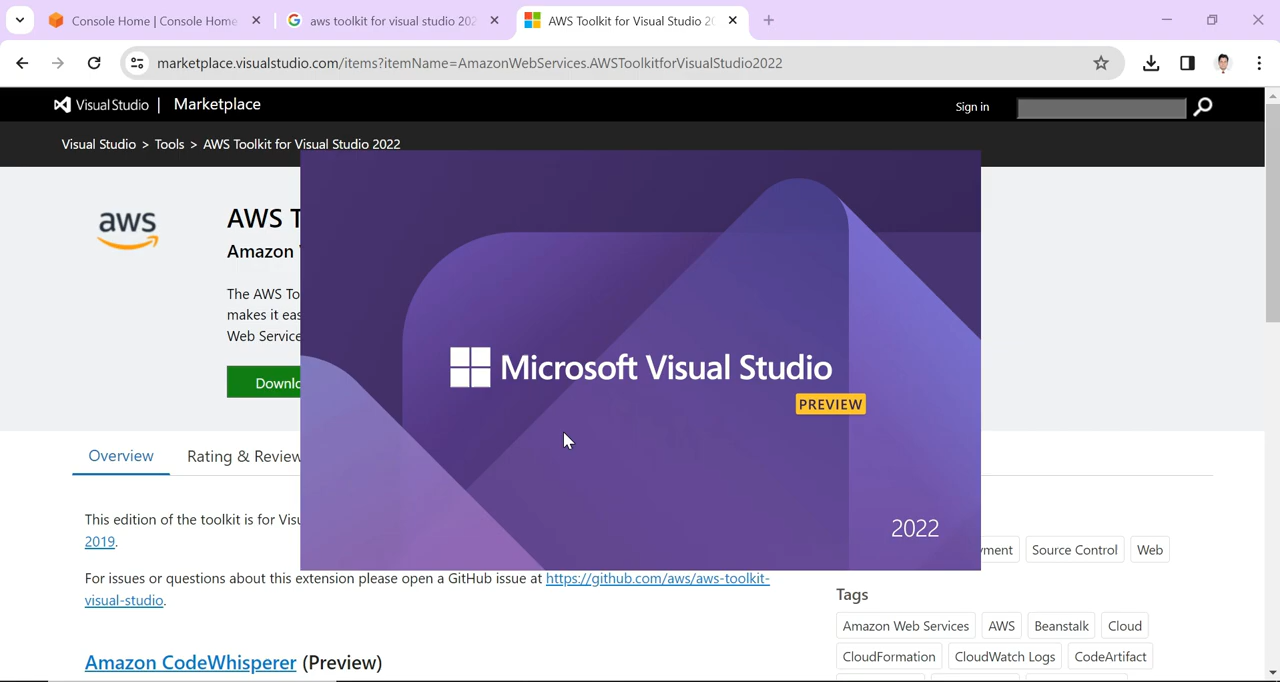 Console Home | Console Home
aws toolkit for visual studio 202
AWS Toolkit for Visual Studio 20
marketplace.visualstudio.com/items?itemName=AmazonWebServices.AWSToolkitforVisualStudio2022
Visual Studio | Marketplace
Sign in
Visual Studio > Tools > AWS Toolkit for Visual Studio 2022
aws
AWS T
Amazon
The AWS To
makes it eas
Web Service
Downlo
Microsoft Visual Studio
PREVIEW
2022
Overview
Rating & Review
This edition of the toolkit is for Visu
2019.
For issues or questions about this extension please open a GitHub issue at https://github.com/aws/aws-toolkit-
visual-studio.
Amazon CodeWhisperer (Preview)
yment
Source Control
Web
Tags
Amazon Web Services
AWS
Beanstalk
Cloud
CloudFormation
CloudWatch Logs
CodeArtifact